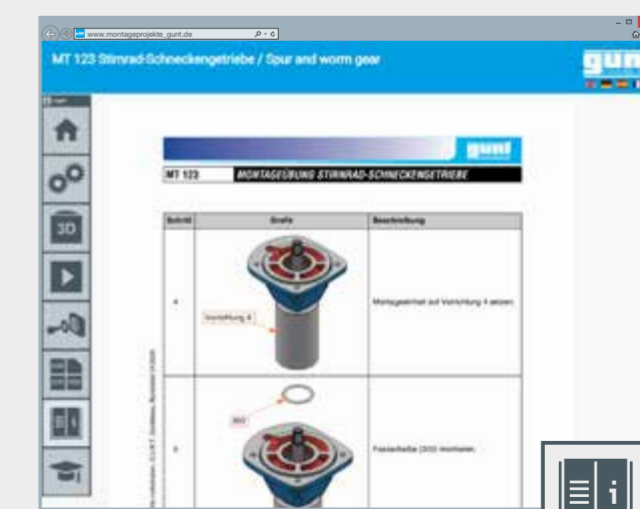 www.montageprojekte_gunt.de
MT 123 Stirnrad-Schneckengetriebe / Spur and worm gear
gunt
3D
gunt
MT 123 MONTAGEÜBUNG STIRNRAD-SCHNECKENGETRIEBE
Schritt Grafik Beschreibung
4 Vorrichtung 4 Montageeinheit auf Vorrichtung 4 setzen.
5 Passscheibe (300) montieren.
i